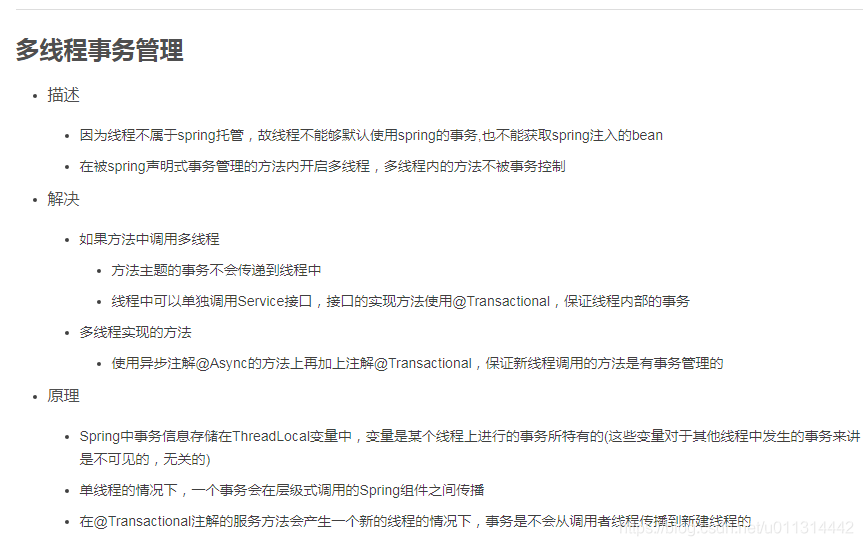 多线程事务管理
描述
因为线程不属于spring托管，故线程不能够默认使用spring的事务,也不能获取spring注入的bean
在被spring声明式事务管理的方法内开启多线程，多线程内的方法不被事务控制
解决
如果方法中调用多线程
方法主题的事务不会传递到线程中
线程中可以单独调用Service接口，接口的实现方法使用@Transactional，保证线程内部的事务
多线程实现的方法
使用异步注解@Async的方法上再加上注解@Transactional，保证新线程调用的方法是有事务管理的
原理
Spring中事务信息存储在ThreadLocal变量中，变量是某个线程上进行的事务所特有的(这些变量对于其他线程中发生的事务来讲
是不可见的，无关的)
单线程的情况下，一个事务会在层级式调用的Spring组件之间传播
在@Transactional注解的服务方法会产生一个新的线程的情况下，事务是不会从调用者线程传播到新建线程的
https://blog.csdn.net/u011314442